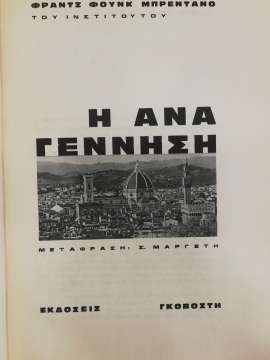 ΦΡΑΝΤΣ ΦΟΥΝΚ ΜΠΡΕΝΤΑΝΟ
ΤΟΥ ΙΝΣΤΙΤΟΥΤΟΥ
Η ΑΝΑ
ΓΕΝΝΗΣΗ
ΜΕΤΑΦΡΑΣΗ: Σ. ΜΑΡΓΕΤΗ
ΕΚΔΟΣΕΙΣ ΓΚΟΒΟΣΤΗ